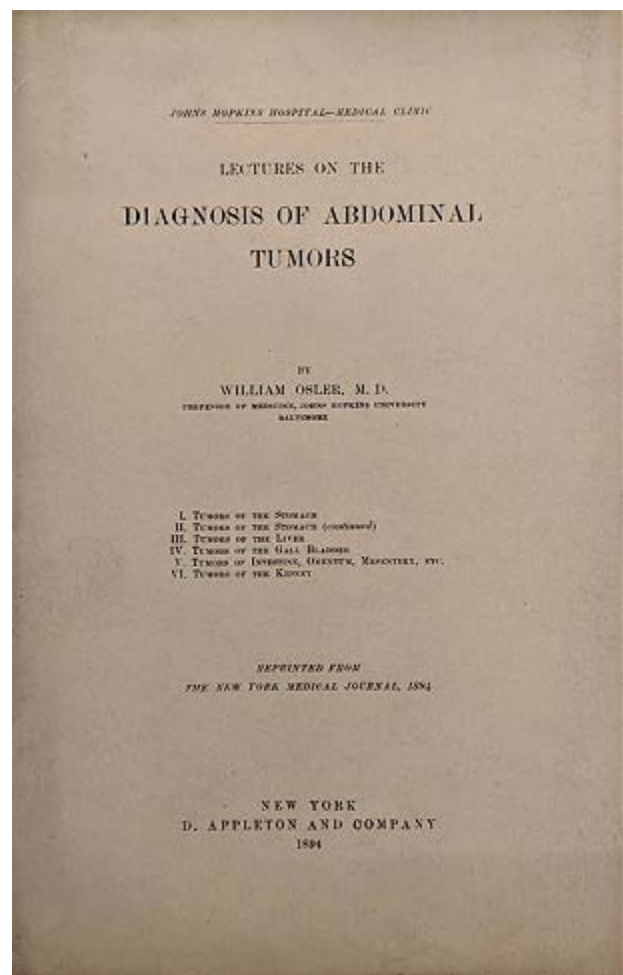 JOHNS HOPKINS HOSPITAL—MEDICAL CLINIC
LECTURES ON THE
DIAGNOSIS OF ABDOMINAL
TUMORS
BY
WILLIAM OSLER, M. D.
PROFESSOR OF MEDICINE, JOHNS HOPKINS UNIVERSITY
BALTIMORE
I. TUMORS OF THE STOMACH
II. TUMORS OF THE STOMACH (continued)
III. TUMORS OF THE LIVER
IV. TUMORS OF THE GALL BLADDER
V. TUMORS OF INTESTINE, OMENTUM, MESENTERY, ETC.
VI. TUMORS OF THE KIDNEY
REPRINTED FROM
THE NEW YORK MEDICAL JOURNAL, 1894
NEW YORK
D. APPLETON AND COMPANY
1894